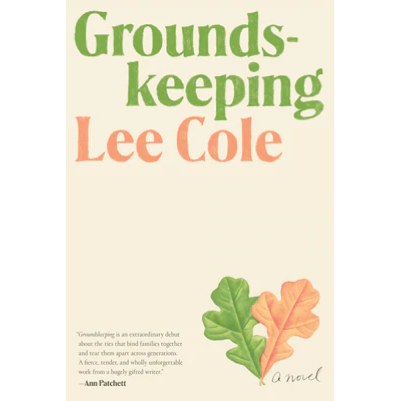 Grounds-
keeping
Lee Cole
"Groundskeeping is an extraordinary debut
about the ties that bind families together
and tear them apart across generations.
A fierce, tender, and wholly unforgettable
work from a hugely gifted writer."
—Ann Patchett
a novel